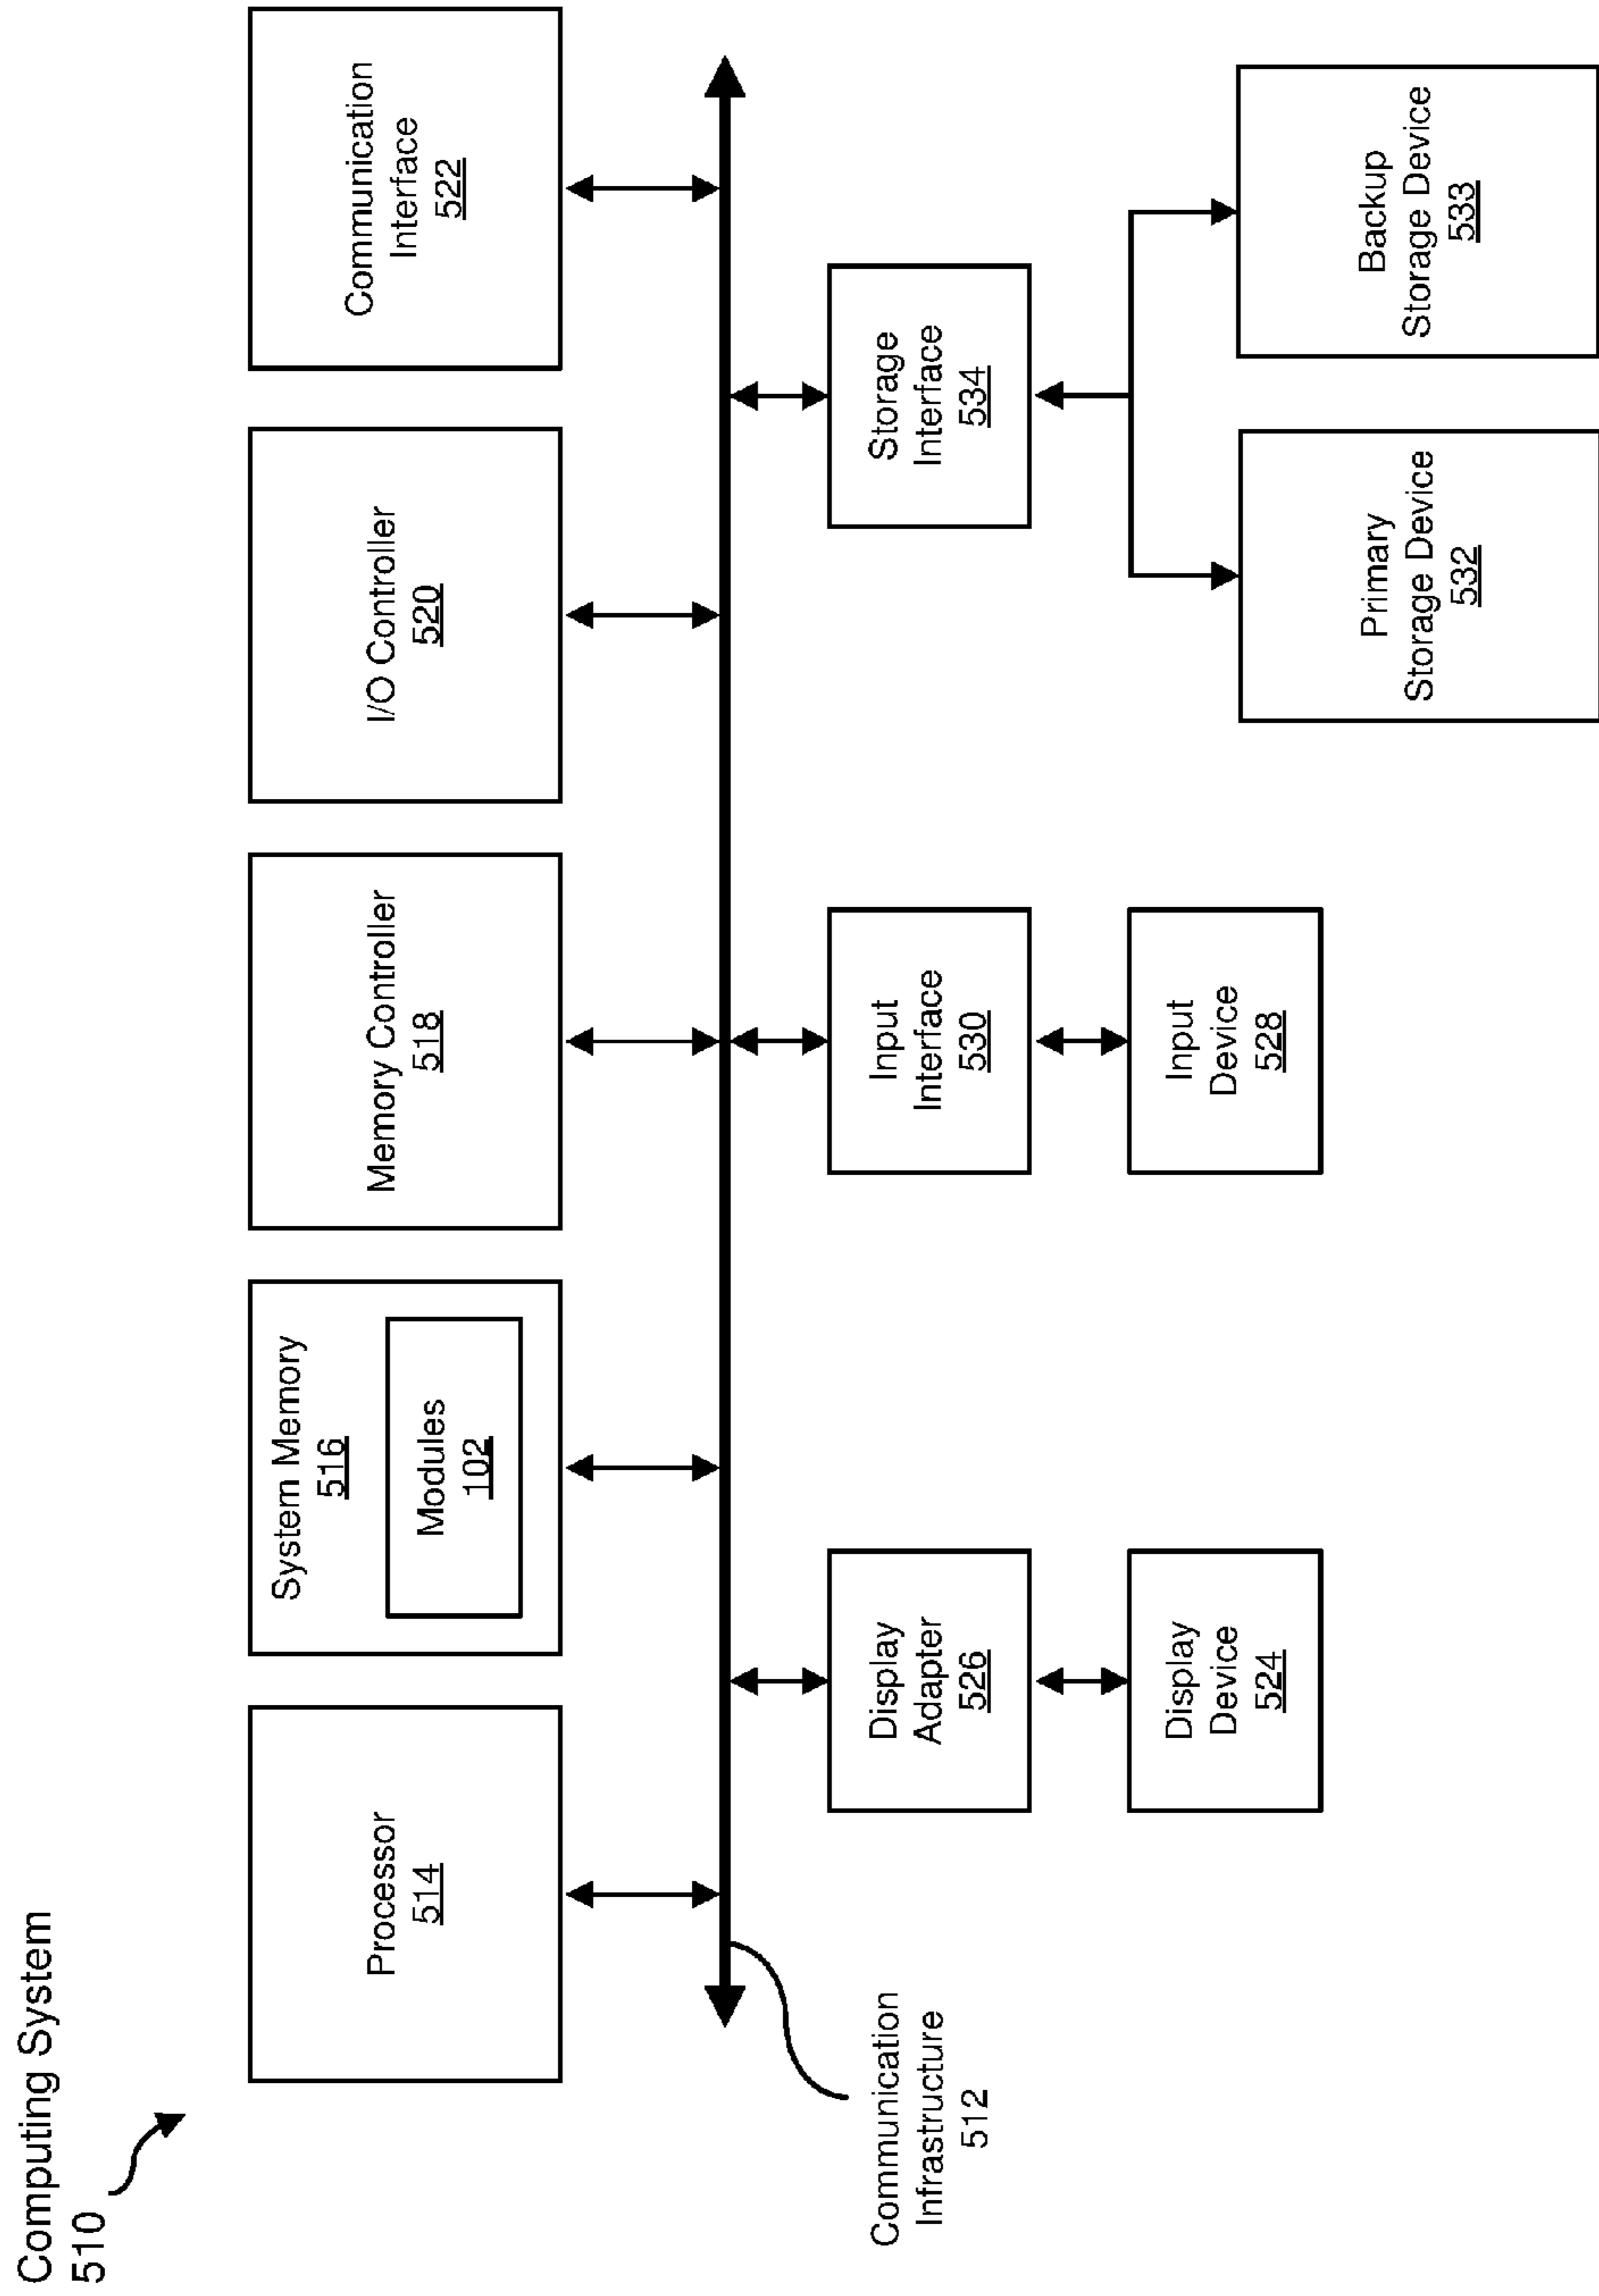 Computing System
510
Processor
514
System Memory
516
Modules
102
Memory Controller
518
I/O Controller
520
Communication
Interface
522
Communication
Infrastructure
512
Display
Adapter
526
Input
Interface
530
Storage
Interface
534
Display
Device
524
Input
Device
528
Primary
Storage Device
532
Backup
Storage Device
533